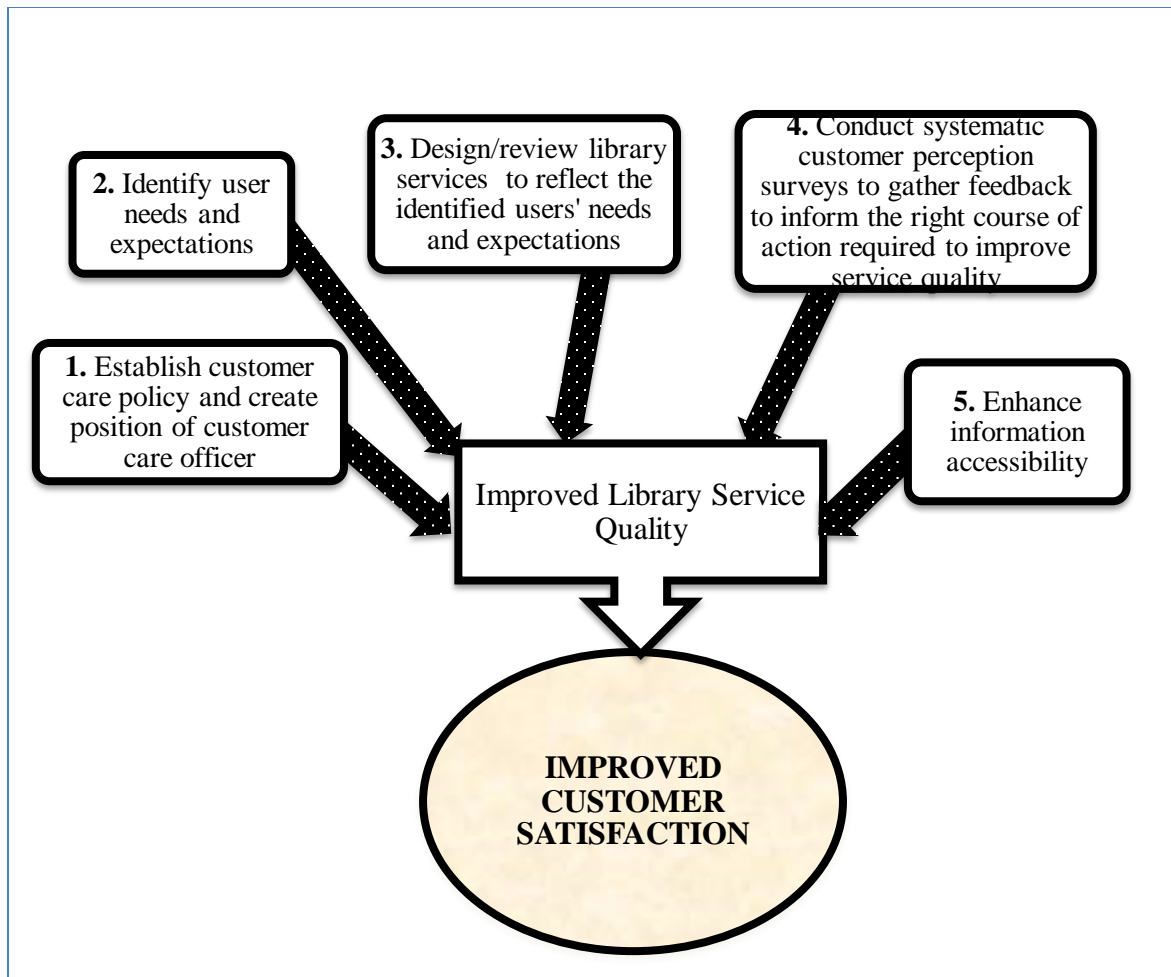 1. Establish customer
care policy and create
position of customer
care officer
2. Identify user
needs and
expectations
3. Design/review library
services to reflect the
identified users' needs
and expectations
4. Conduct systematic
customer perception
surveys to gather feedback
to inform the right course of
action required to improve
service quality
5. Enhance
information
accessibility
Improved Library Service
Quality
IMPROVED
CUSTOMER
SATISFACTION